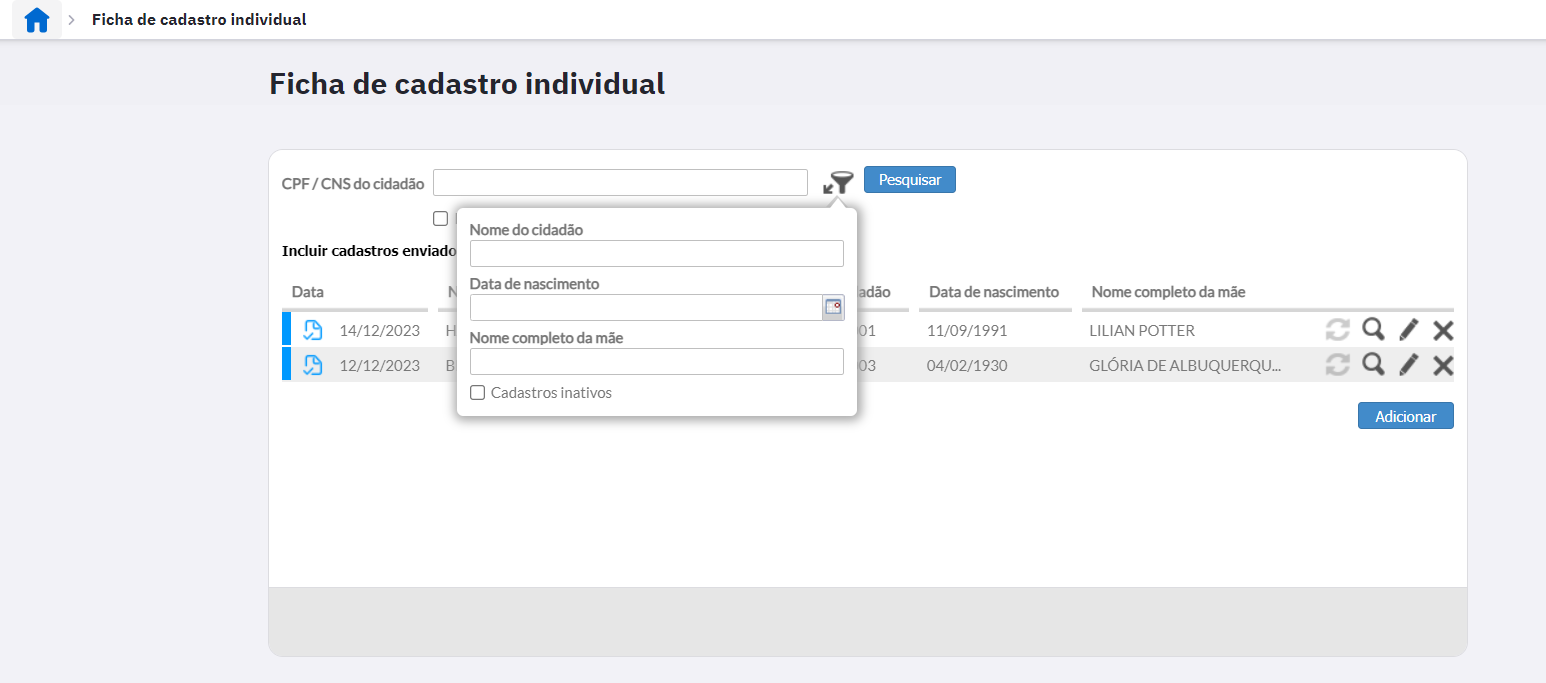 Ficha de cadastro individual
Ficha de cadastro individual
CPF / CNS do cidadão
Pesquisar
Nome do cidadão
Incluir cadastros enviado
Data de nascimento
Nome completo da mãe
Cadastros inativos
Data N adão Data de nascimento Nome completo da mãe
14/12/2023 H 01 11/09/1991 LILIAN POTTER
12/12/2023 B 03 04/02/1930 GLÓRIA DE ALBUQUERQU...
Adicionar